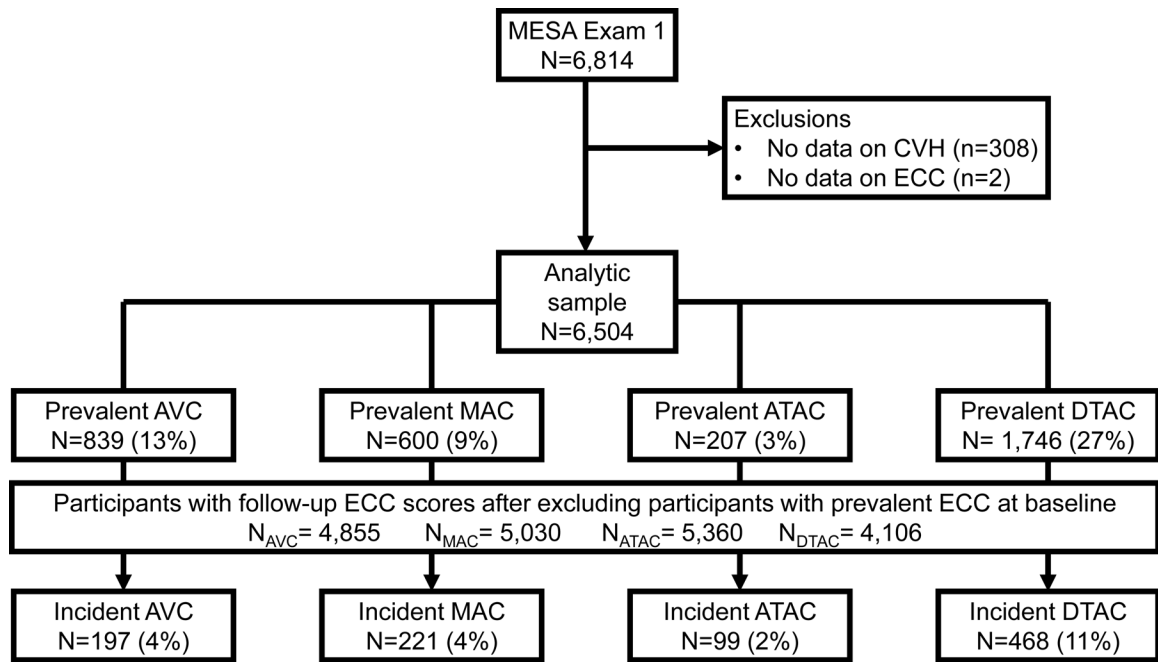 MESA Exam 1
N=6,814
Exclusions
• No data on CVH (n=308)
• No data on ECC (n=2)
Analytic
sample
N=6,504
Prevalent AVC
N=839 (13%)
Prevalent MAC
N=600 (9%)
Prevalent ATAC
N=207 (3%)
Prevalent DTAC
N= 1,746 (27%)
Participants with follow-up ECC scores after excluding participants with prevalent ECC at baseline
NAVC= 4,855 NMAC= 5,030 NATAC= 5,360 NDTAC= 4,106
Incident AVC
N=197 (4%)
Incident MAC
N=221 (4%)
Incident ATAC
N=99 (2%)
Incident DTAC
N=468 (11%)